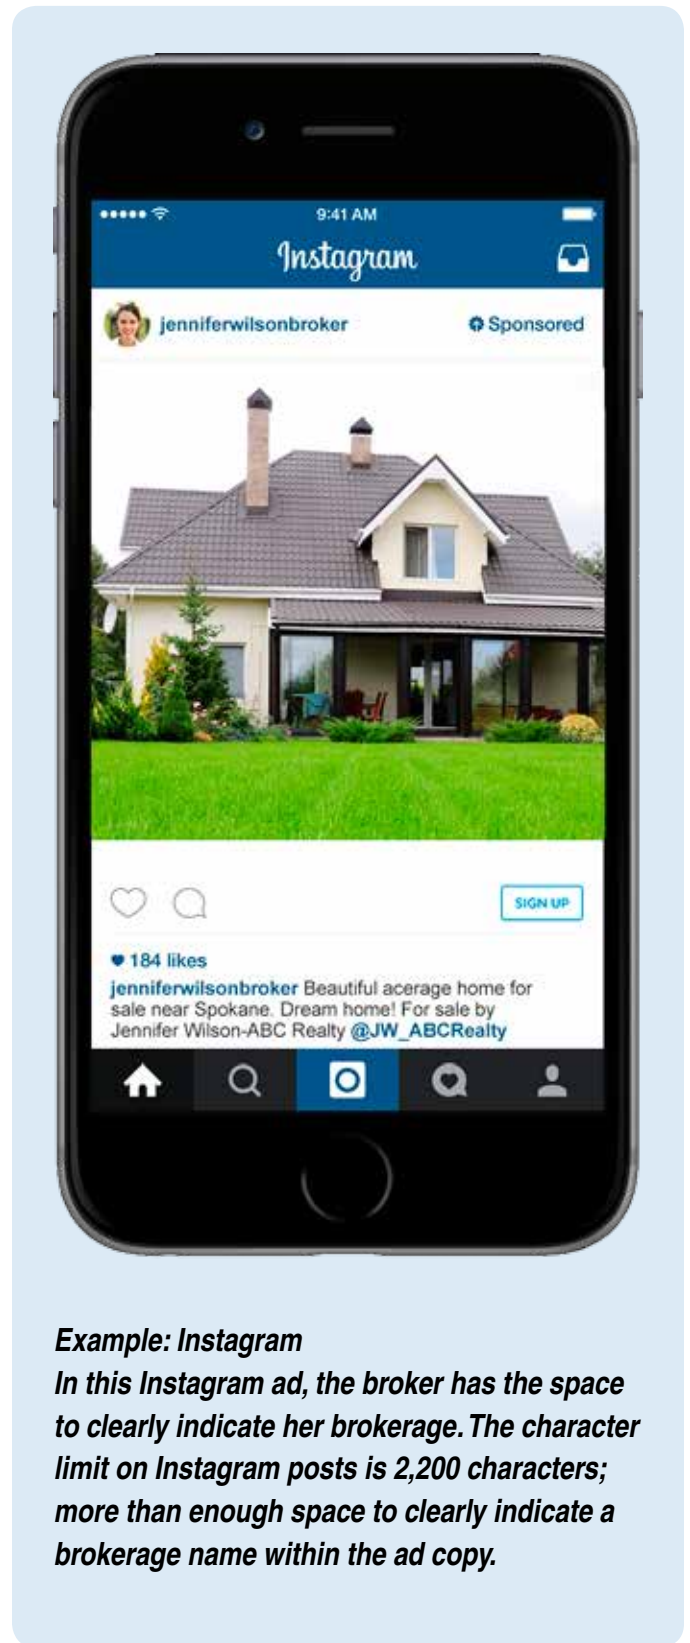 9:41 AM
Instagram
jenniferwilsonbroker Sponsored
SIGN UP
184 likes
jenniferwilsonbroker Beautiful acerage home for
sale near Spokane. Dream home! For sale by
Jennifer Wilson-ABC Realty @JW_ABCRealty
Example: Instagram
In this Instagram ad, the broker has the space
to clearly indicate her brokerage. The character
limit on Instagram posts is 2,200 characters;
more than enough space to clearly indicate a
brokerage name within the ad copy.